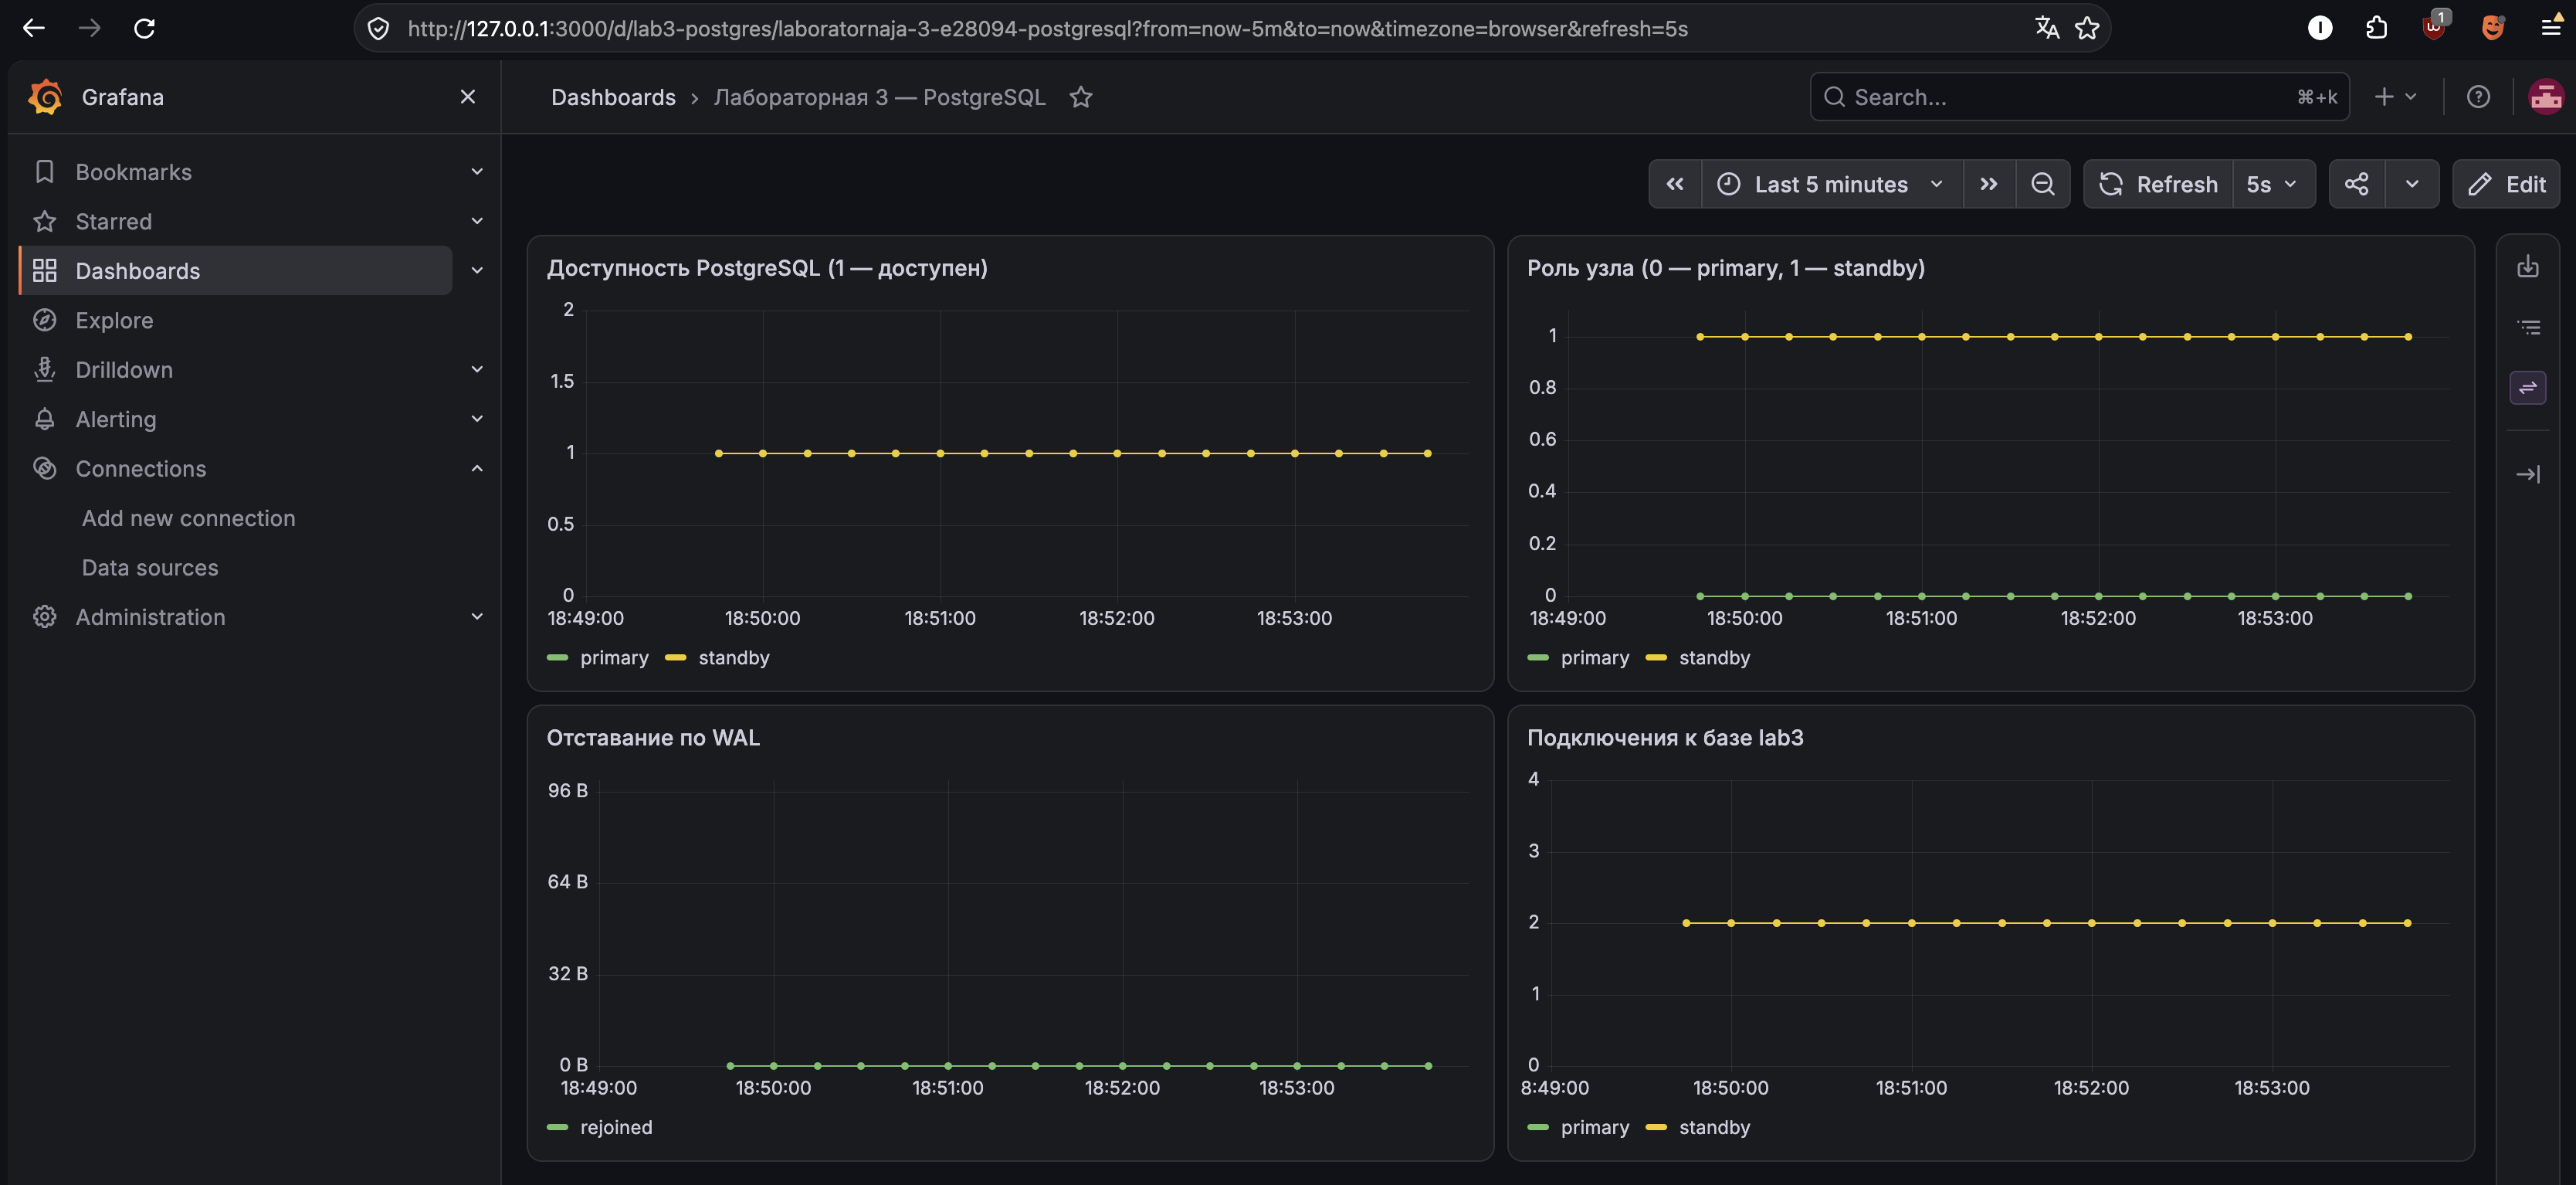 http://127.0.0.1:3000/d/lab3-postgres/laboratornaja-3-e28094-postgresql?from=now-5m&to=now&timezone=browser&refresh=5s
1
Grafana
Dashboards › Лабораторная 3 — PostgreSQL
Search...
⌘+k
Bookmarks
Starred
Dashboards
Explore
Drilldown
Alerting
Connections
Add new connection
Data sources
Administration
Last 5 minutes
Refresh
5s
Edit
Доступность PostgreSQL (1 — доступен)
2
1.5
1
0.5
0
18:49:00 18:50:00 18:51:00 18:52:00 18:53:00
primary standby
Роль узла (0 — primary, 1 — standby)
1
0.8
0.6
0.4
0.2
0
18:49:00 18:50:00 18:51:00 18:52:00 18:53:00
primary standby
Отставание по WAL
96 B
64 B
32 B
0 B
18:49:00 18:50:00 18:51:00 18:52:00 18:53:00
rejoined
Подключения к базе lab3
4
3
2
1
0
8:49:00 18:50:00 18:51:00 18:52:00 18:53:00
primary standby